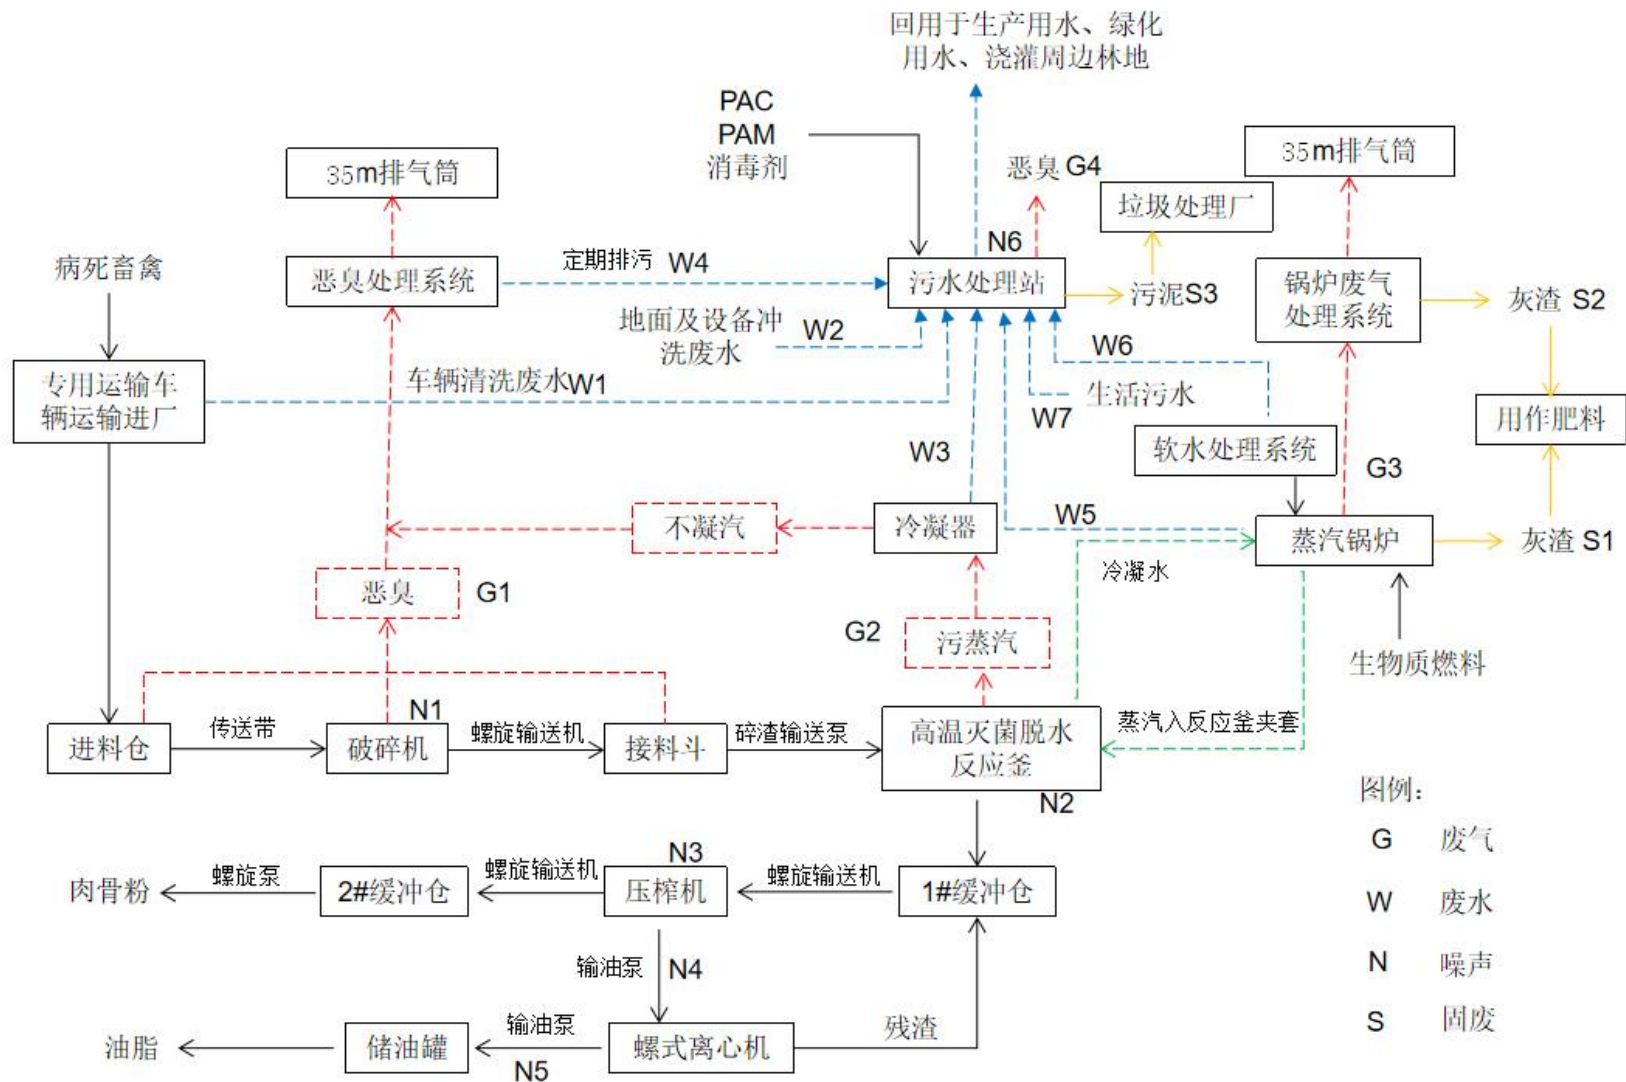 回用于生产用水、绿化
用水、浇灌周边林地
PAC
PAM
消毒剂
35m排气筒
恶臭 G4
35m排气筒
垃圾处理厂
N6
病死畜禽
恶臭处理系统
定期排污 W4
污水处理站
污泥S3
锅炉废气
处理系统
灰渣 S2
地面及设备冲
洗废水
W2
W6
专用运输车
辆运输进厂
车辆清洗废水W1
生活污水
W7
用作肥料
W3
软水处理系统
G3
不凝汽
冷凝器
W5
蒸汽锅炉
灰渣 S1
冷凝水
恶臭
G1
G2
污蒸汽
生物质燃料
N1
蒸汽入反应釜夹套
进料仓
传送带
破碎机
螺旋输送机
接料斗
碎渣输送泵
高温灭菌脱水
反应釜
N2
图例：
G 废气
N3
肉骨粉
螺旋泵
2#缓冲仓
螺旋输送机
压榨机
螺旋输送机
1#缓冲仓
W 废水
输油泵
N4
N 噪声
油脂
储油罐
输油泵
N5
螺式离心机
残渣
S 固废